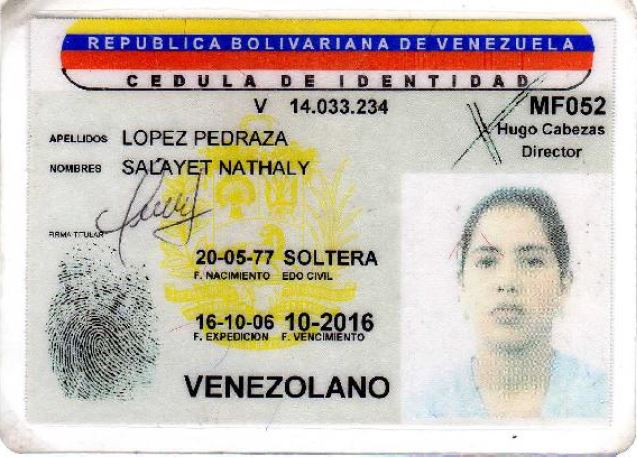 REPUBLICA BOLIVARIANA DE VENEZUELA
CEDULA DE IDENTIDAD
V 14.033.234
MF052
Hugo Cabezas
Director
APELLIDOS LOPEZ PEDRAZA
NOMBRES SALAYET NATHALY
FIRMA TITULAR
20-05-77 SOLTERA
F. NACIMIENTO EDO CIVIL
16-10-06 10-2016
F. EXPEDICION F. VENCIMIENTO
VENEZOLANO